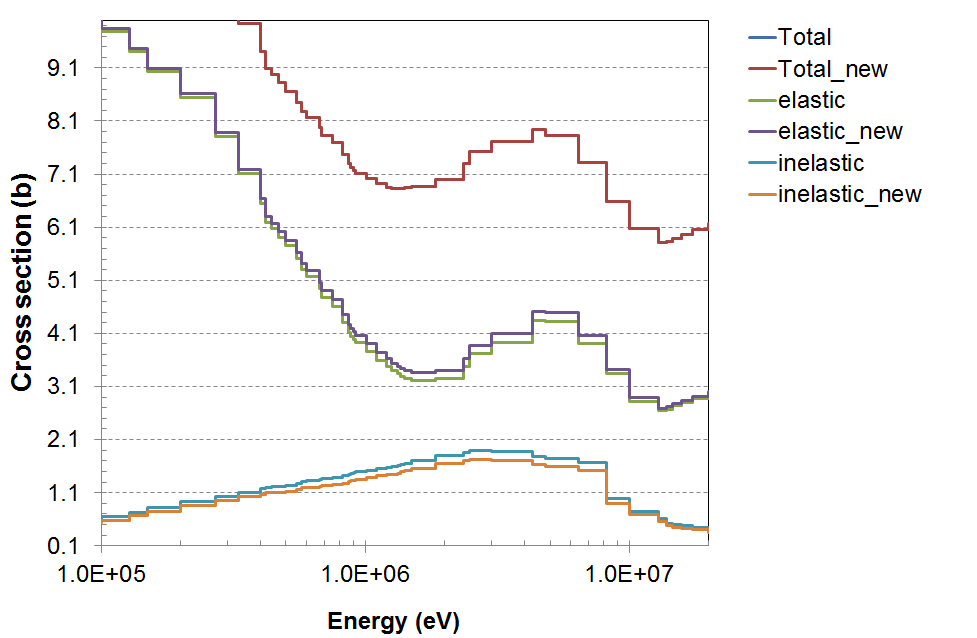 Total
Total_new
elastic
elastic_new
inelastic
inelastic_new
Cross section (b)
9.1
8.1
7.1
6.1
5.1
4.1
3.1
2.1
1.1
0.1
1.0E+05 1.0E+06 1.0E+07
Energy (eV)